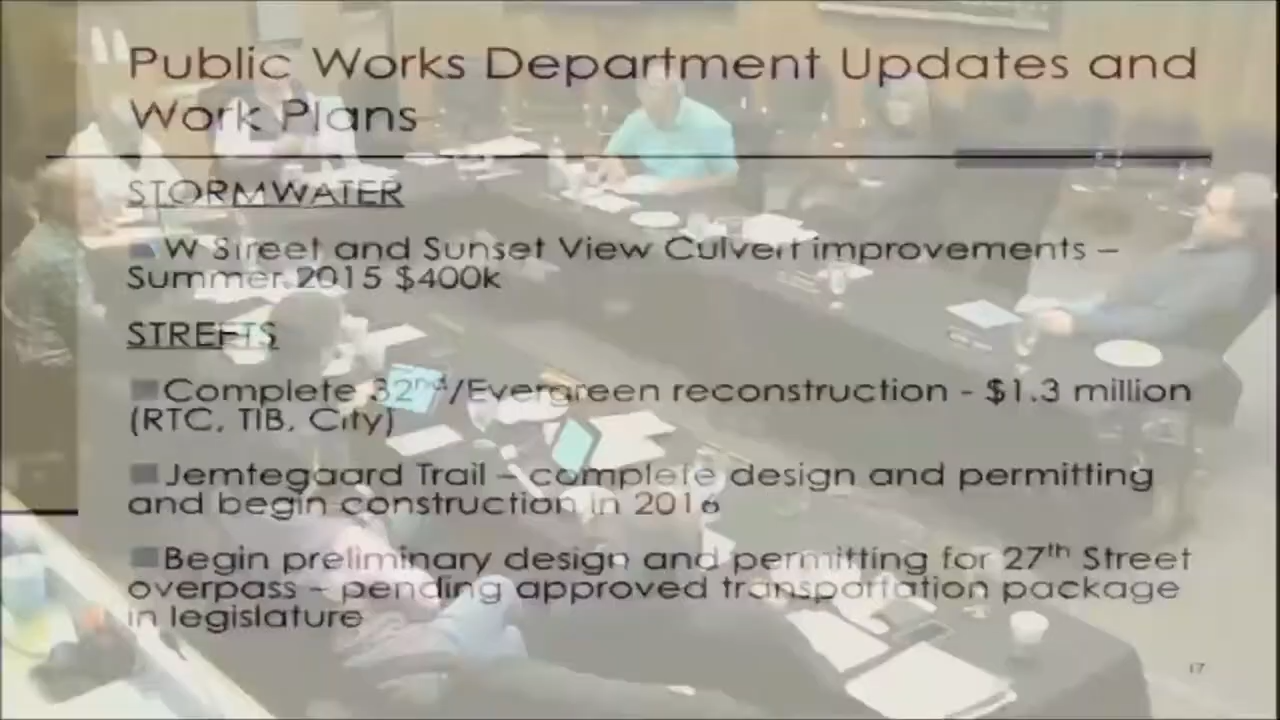 Public Works Department Updates and
Work Plans
STORMWATER
W Street and Sunset View Culvert improvements –
Summer 2015 $400k
STREETS
Complete 32nd/Evergreen reconstruction - $1.3 million
(RTC, TIB, City)
Jemtegaard Trail – complete design and permitting
and begin construction in 2016
Begin preliminary design and permitting for 27th Street
overpass – pending approved transportation package
in legislature
17